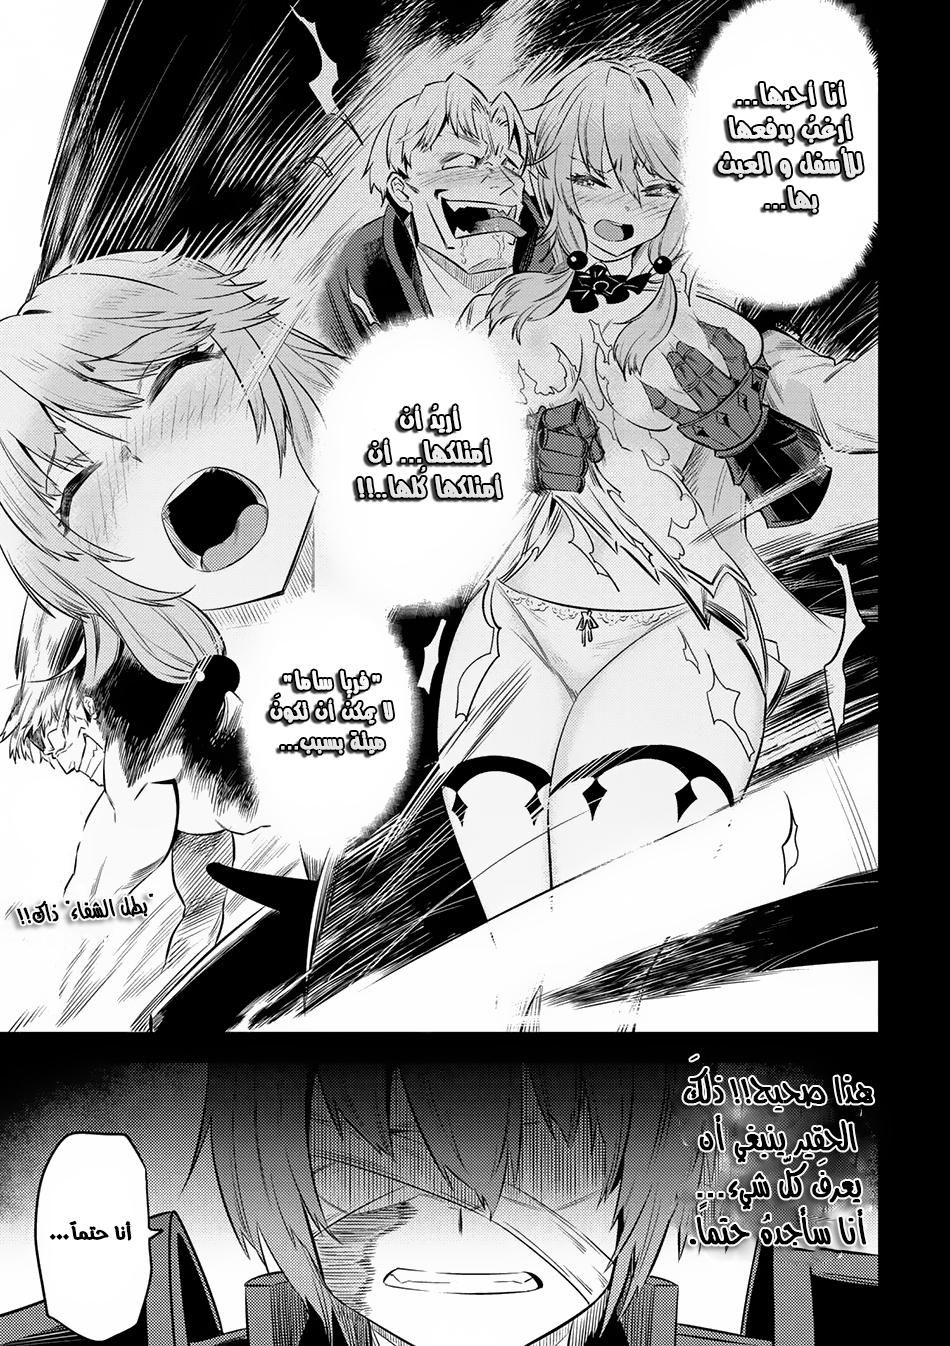 أنا أحبها...
أرغبُ بدفعها
للأسفل و العبث
بها...
أريدُ أنْ
أمتلكها... أن
أمتلكها كُلها..!!
"فريا ساما"
لا يمكنُ أن تكونَ
ميتة بسبب...
"بطل الشفاء" ذاك!!
هذا صحيح!! ذلكَ
الحقير ينبغي أن
يعرفَ كلّ شيء...
أنا سأجدهُ حتماً.
أنا حتماً...